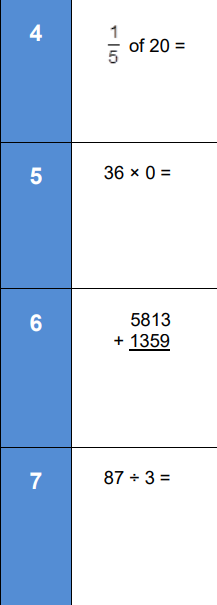 4
1/5 of 20 =
5
36 × 0 =
6
5813
+ 1359
7
87 ÷ 3 =